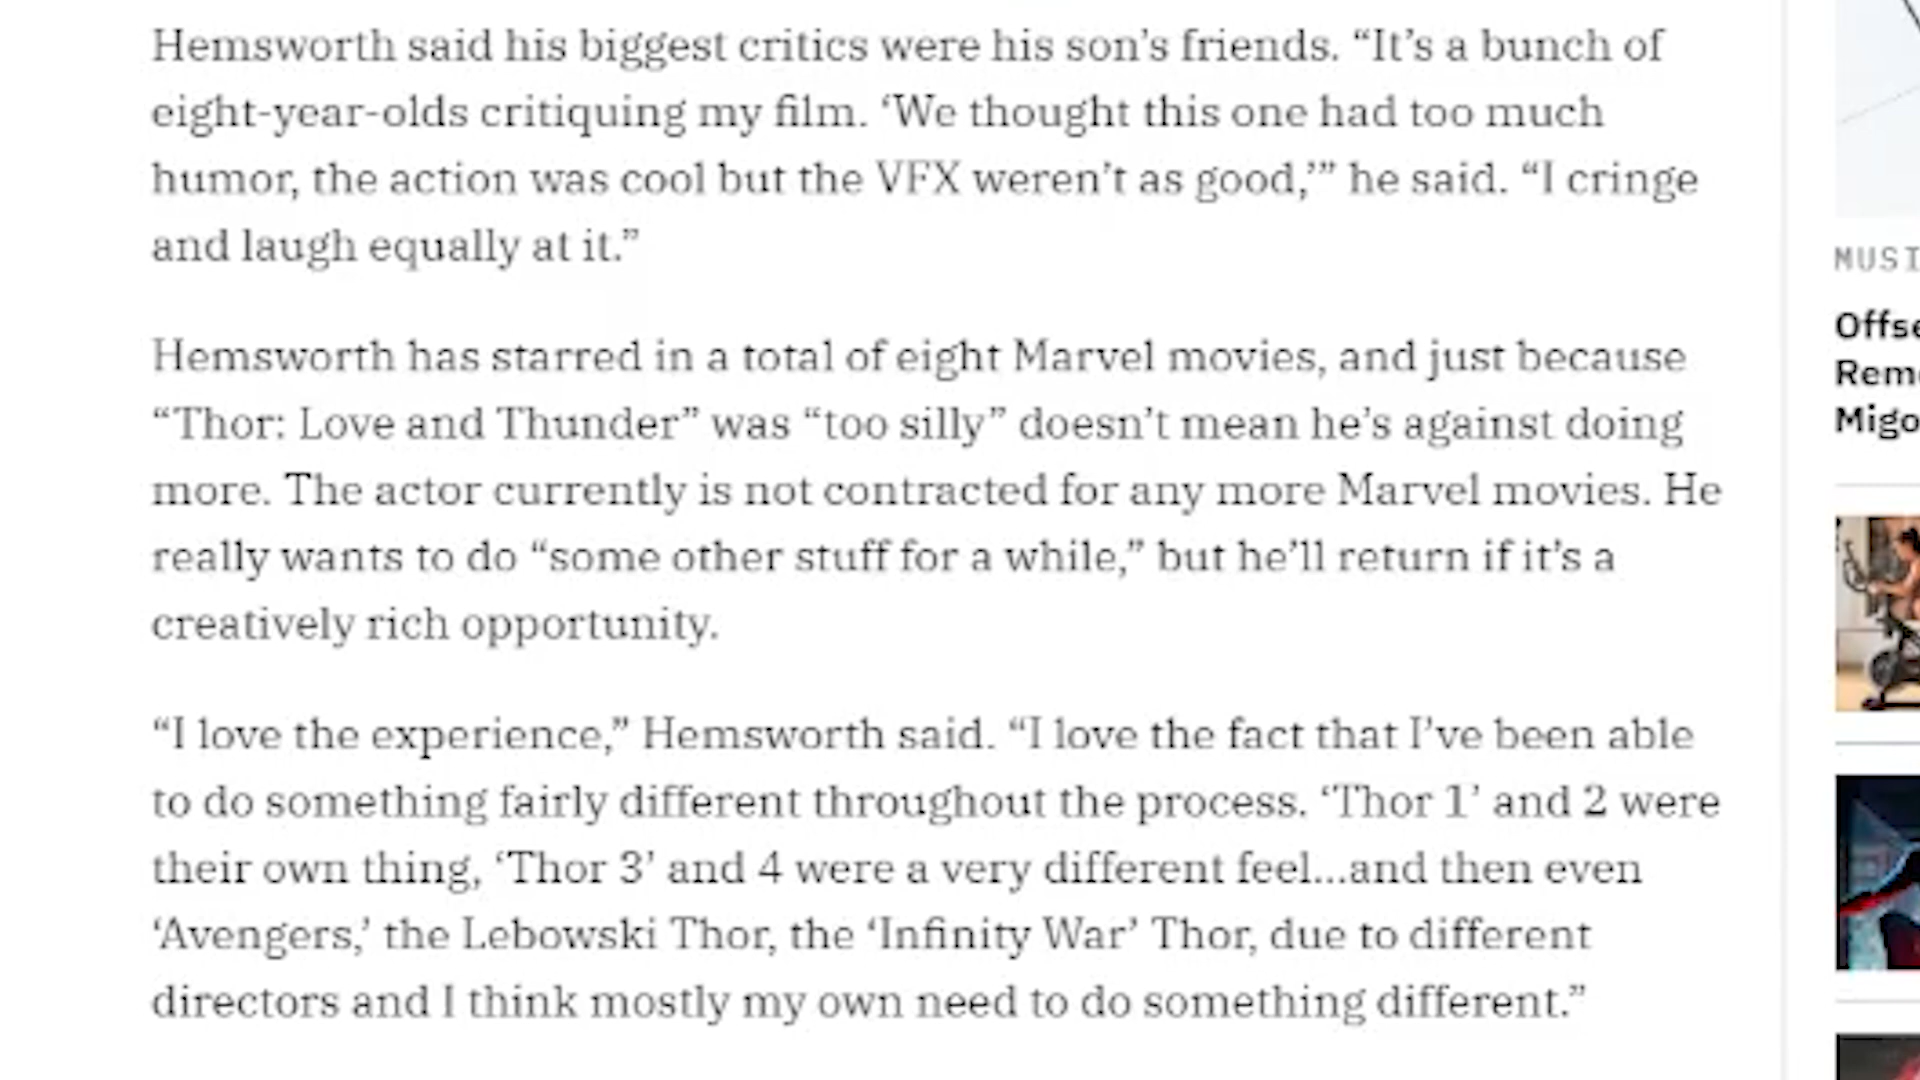 Hemsworth said his biggest critics were his son’s friends. “It’s a bunch of
eight-year-olds critiquing my film. ‘We thought this one had too much
humor, the action was cool but the VFX weren’t as good,’” he said. “I cringe
and laugh equally at it.”
Hemsworth has starred in a total of eight Marvel movies, and just because
“Thor: Love and Thunder” was “too silly” doesn’t mean he’s against doing
more. The actor currently is not contracted for any more Marvel movies. He
really wants to do “some other stuff for a while,” but he’ll return if it’s a
creatively rich opportunity.
“I love the experience,” Hemsworth said. “I love the fact that I’ve been able
to do something fairly different throughout the process. ‘Thor 1’ and 2 were
their own thing, ‘Thor 3’ and 4 were a very different feel...and then even
‘Avengers,’ the Lebowski Thor, the ‘Infinity War’ Thor, due to different
directors and I think mostly my own need to do something different.”